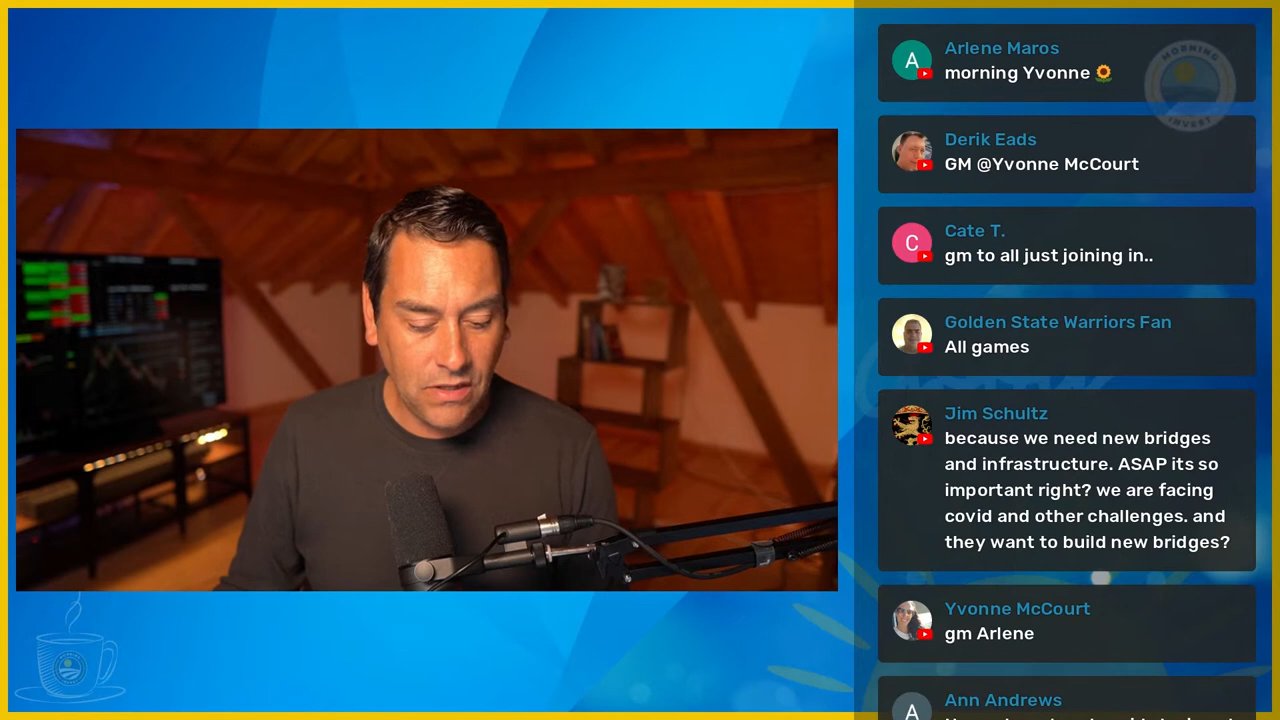 Arlene Maros
morning Yvonne 🌻
MORNING
INVEST
Derik Eads
GM @Yvonne McCourt
Cate T.
gm to all just joining in..
Golden State Warriors Fan
All games
Jim Schultz
because we need new bridges
and infrastructure. ASAP its so
important right? we are facing
covid and other challenges. and
they want to build new bridges?
Yvonne McCourt
gm Arlene
Ann Andrews